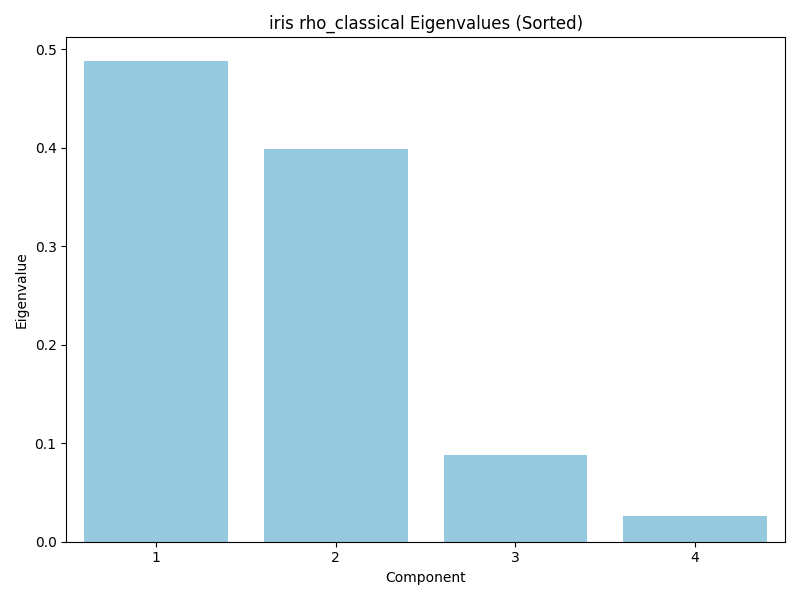 iris rho_classical Eigenvalues (Sorted)
Eigenvalue
0.5
0.4
0.3
0.2
0.1
0.0
1 2 3 4
Component